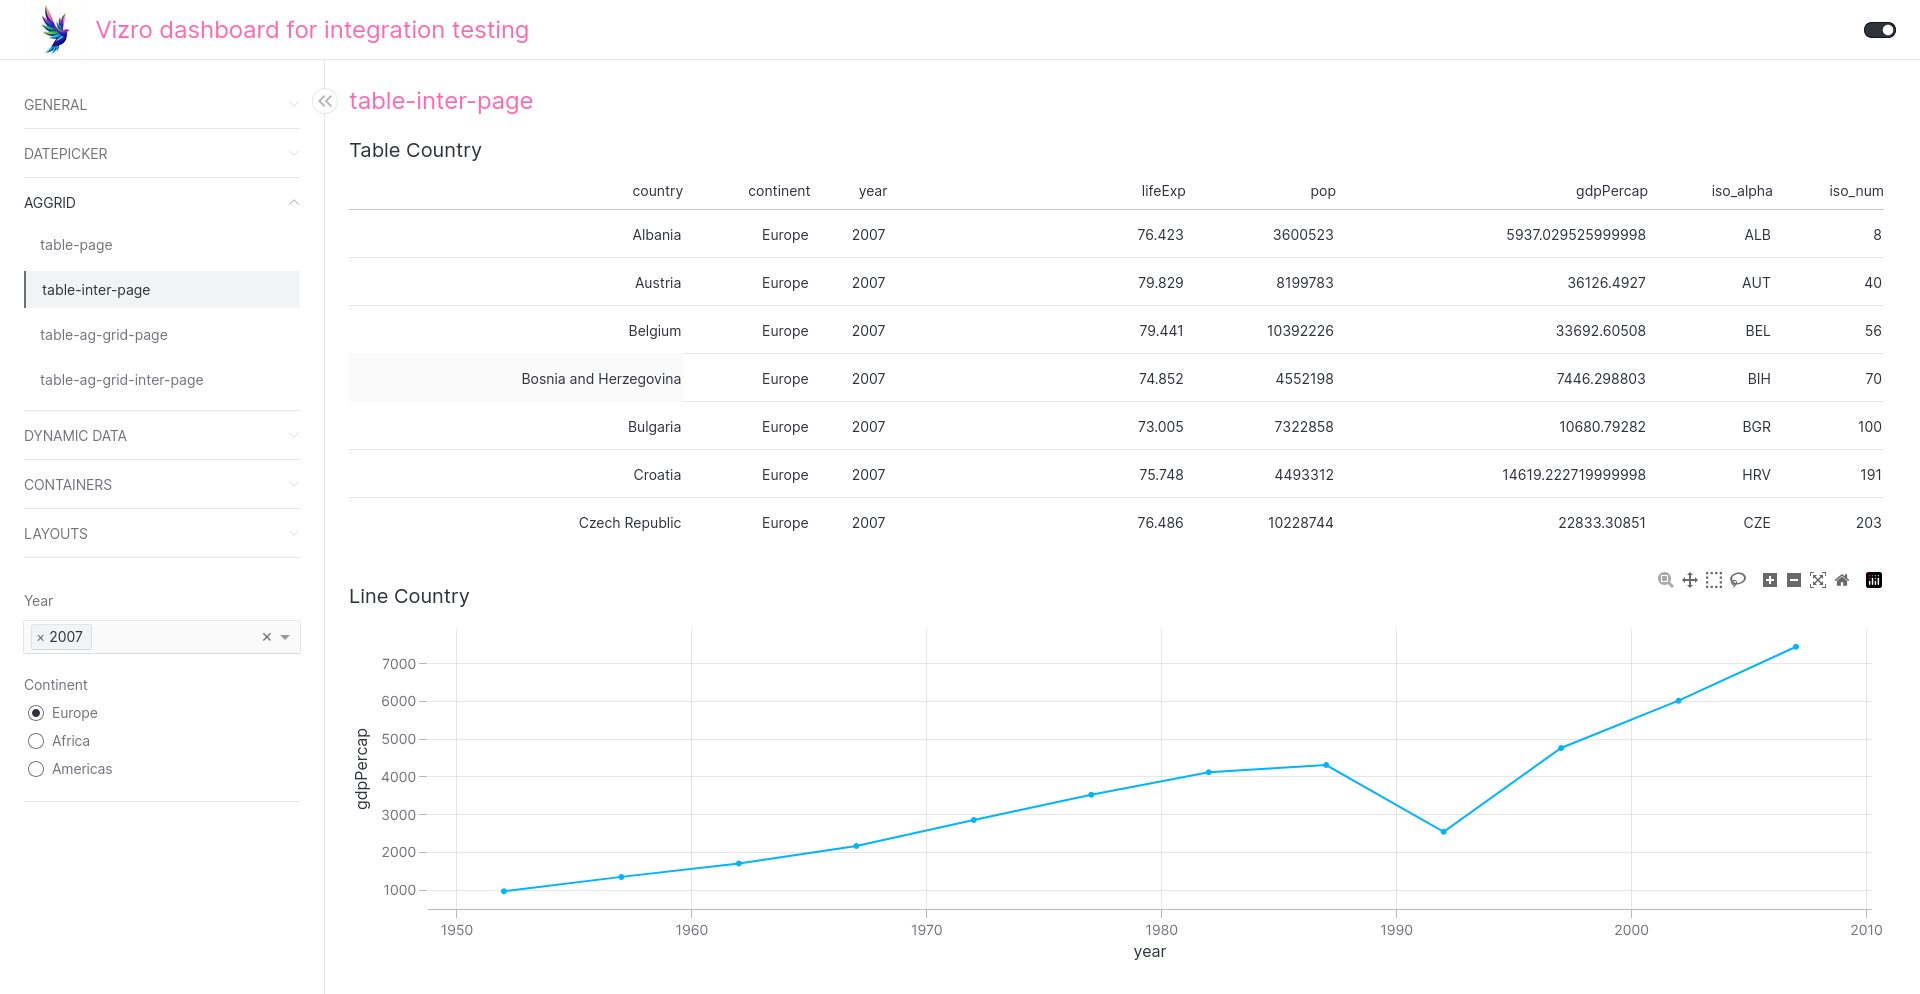 Vizro dashboard for integration testing
GENERAL
DATEPICKER
AGGRID
table-page
table-inter-page
table-ag-grid-page
table-ag-grid-inter-page
DYNAMIC DATA
CONTAINERS
LAYOUTS
Year
× 2007 ×
Continent
Europe
Africa
Americas
table-inter-page
Table Country
country continent year lifeExp pop gdpPercap iso_alpha iso_num
Albania Europe 2007 76.423 3600523 5937.029525999998 ALB 8
Austria Europe 2007 79.829 8199783 36126.4927 AUT 40
Belgium Europe 2007 79.441 10392226 33692.60508 BEL 56
Bosnia and Herzegovina Europe 2007 74.852 4552198 7446.298803 BIH 70
Bulgaria Europe 2007 73.005 7322858 10680.79282 BGR 100
Croatia Europe 2007 75.748 4493312 14619.222719999998 HRV 191
Czech Republic Europe 2007 76.486 10228744 22833.30851 CZE 203
Line Country
gdpPercap
7000
6000
5000
4000
3000
2000
1000
1950 1960 1970 1980 1990 2000 2010
year